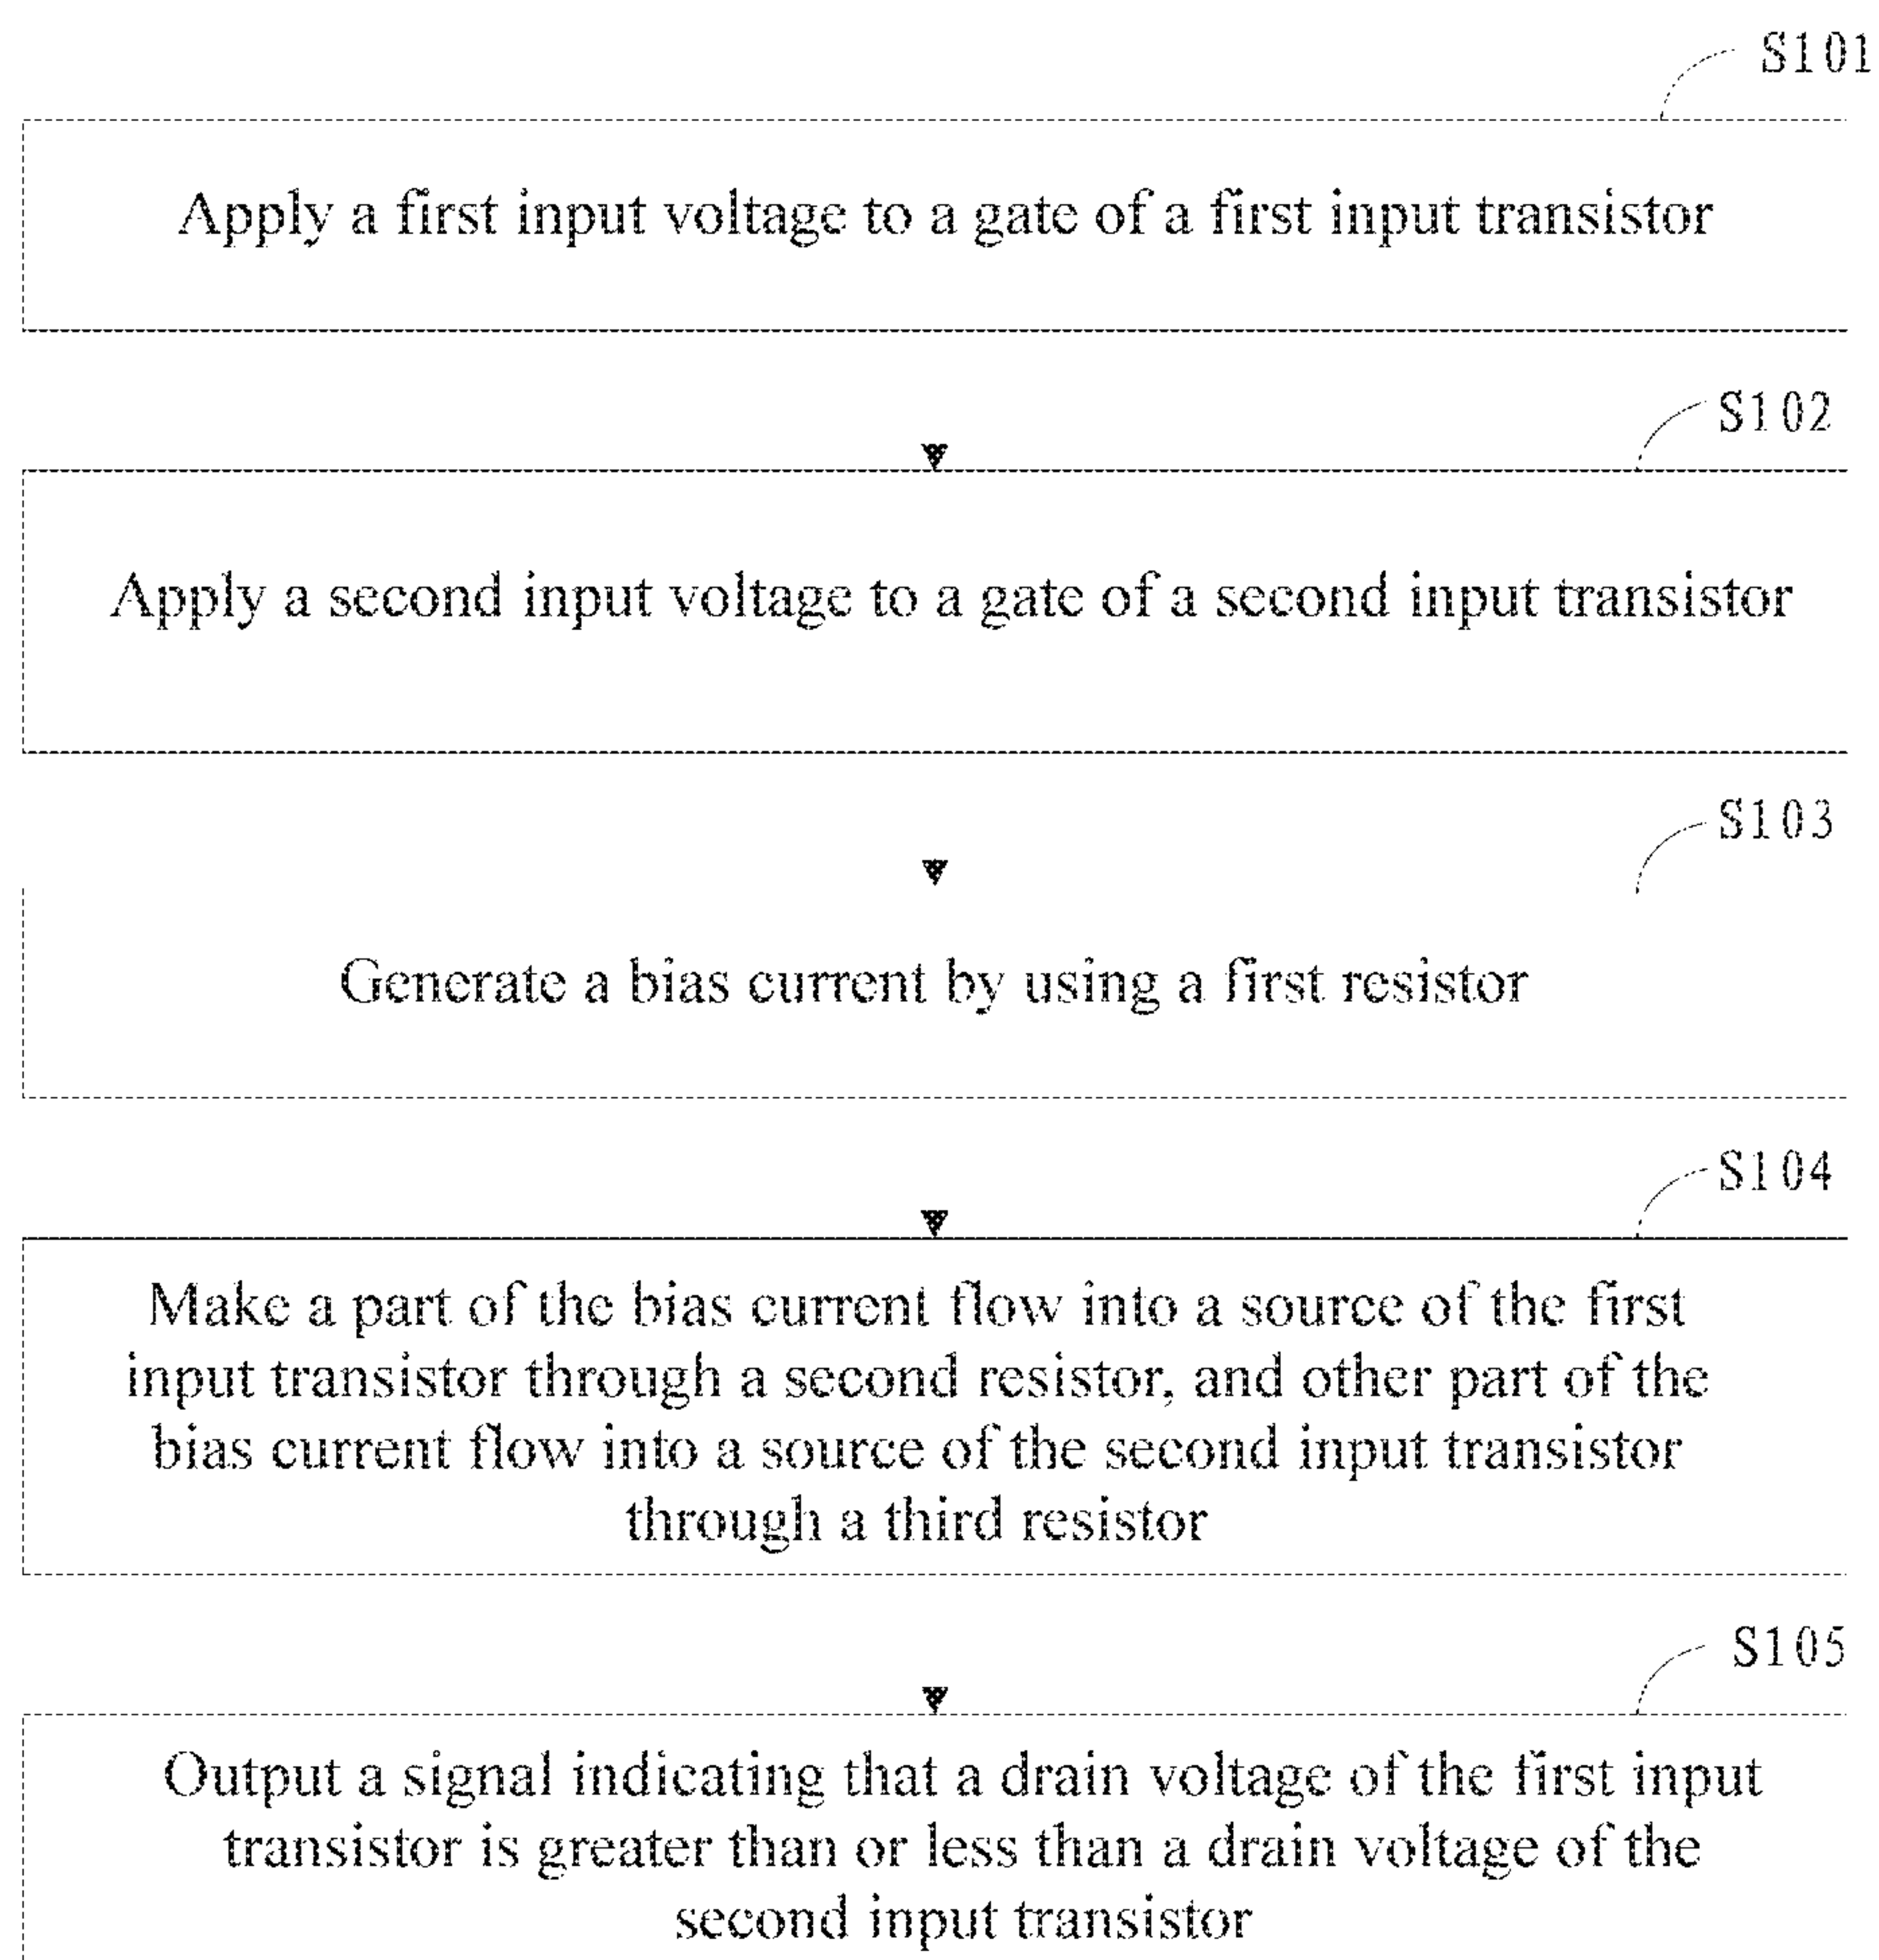 S101
Apply a first input voltage to a gate of a first input transistor
S102
Apply a second input voltage to a gate of a second input transistor
S103
Generate a bias current by using a first resistor
S104
Make a part of the bias current flow into a source of the first
input transistor through a second resistor, and other part of the
bias current flow into a source of the second input transistor
through a third resistor
S105
Output a signal indicating that a drain voltage of the first input
transistor is greater than or less than a drain voltage of the
second input transistor